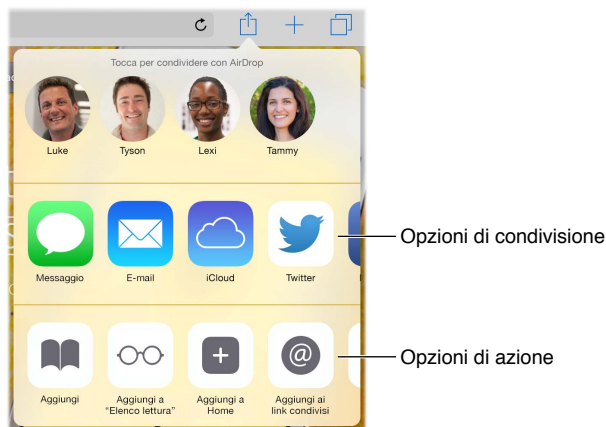 Tocca per condividere con AirDrop
Luke
Tyson
Lexi
Tammy
Opzioni di condivisione
Messaggio
E-mail
iCloud
Twitter
Opzioni di azione
Aggiungi
Aggiungi a
“Elenco lettura”
Aggiungi a
Home
Aggiungi ai
link condivisi